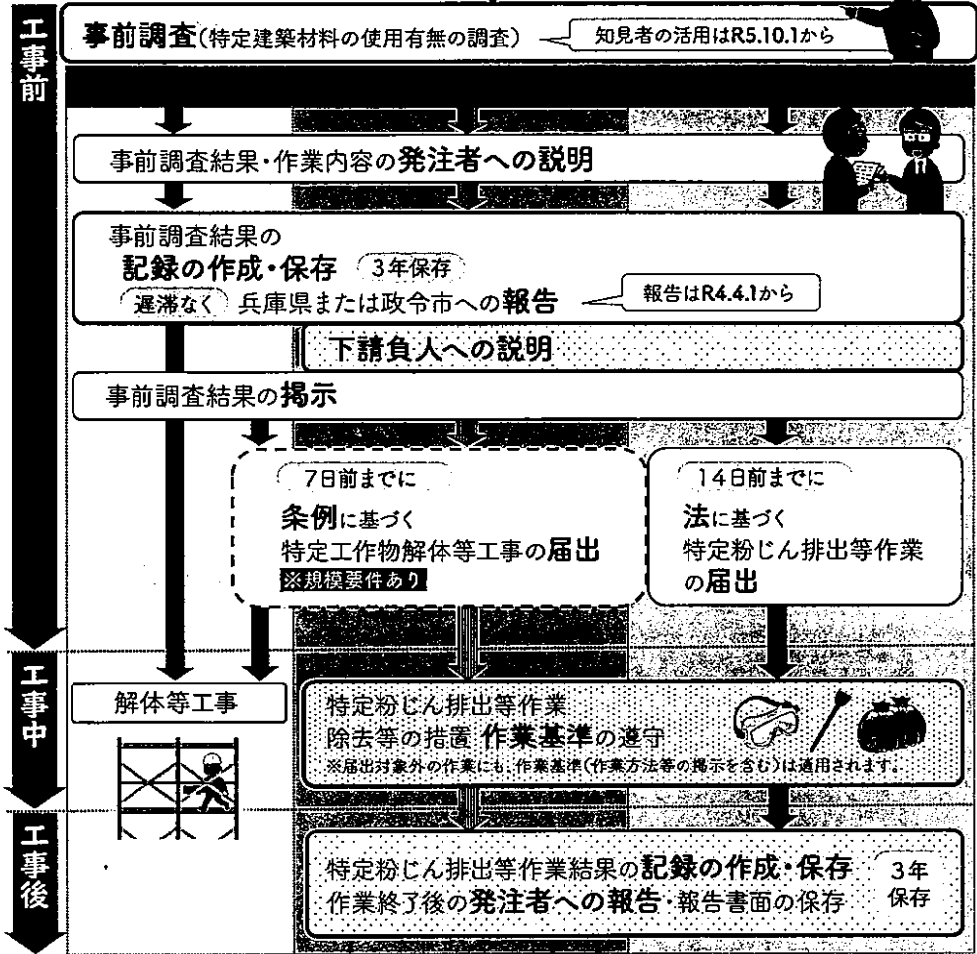 工事前
事前調査(特定建築材料の使用有無の調査)
知見者の活用はR5.10.1から
事前調査結果・作業内容の発注者への説明
事前調査結果の
記録の作成・保存 3年保存
遅滞なく 兵庫県または政令市への報告
報告はR4.4.1から
下請負人への説明
事前調査結果の掲示
7日前までに
条例に基づく
特定工作物解体等工事の届出
※規模要件あり
14日前までに
法に基づく
特定粉じん排出等作業
の届出
工事中
解体等工事
特定粉じん排出等作業
除去等の措置 作業基準の遵守
※届出対象外の作業にも、作業基準(作業方法等の掲示を含む)は適用されます。
工事後
特定粉じん排出等作業結果の記録の作成・保存
作業終了後の発注者への報告・報告書面の保存
3年
保存